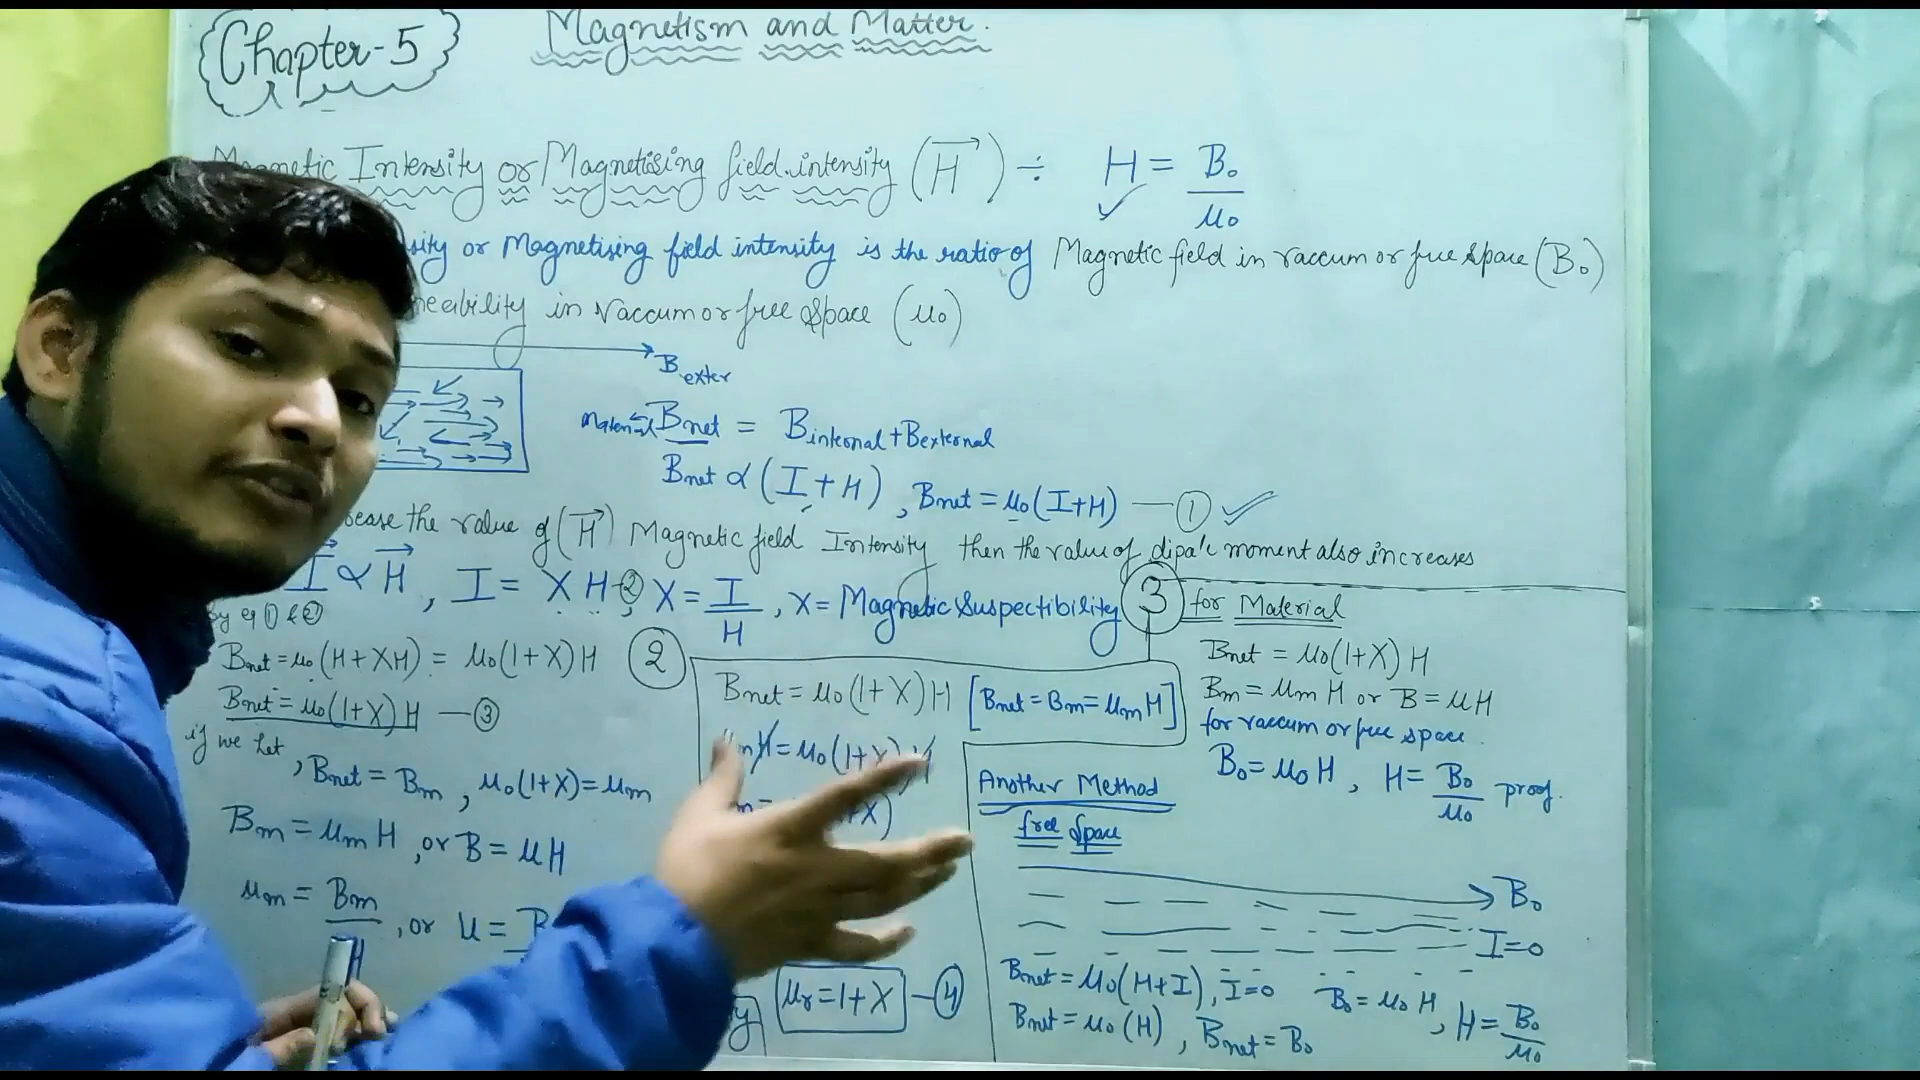 Chapter-5
Magnetism and Matter.
Magnetic Intensity or Magnetising field intensity (H) ÷ H = B₀/μ₀
sity or Magnetising field intensity is the ratio of Magnetic field in vaccum or free space (B₀)
meability in Vaccum or free Space (μ₀)
B exter
Material Bnet = Binternal + Bexternal
Bnet ∝ (I+H), Bnet = μ₀(I+H) — ①
ease the value of (H) Magnetic field Intensity then the value of dipole moment also increases
I ∝ H, I = X H - ② X = I/H, X = Magnetic Suspectibility
by eq ① & ②
Bnet = μ₀(H+XH) = μ₀(1+X)H
Bnet = μ₀(1+X)H — ③
if we Let, Bnet = Bm, μ₀(1+X) = μm
Bm = μm H, or B = μH
μm = Bm/H, or μ = B
②
Bnet = μ₀(1+X)H [Bnet = Bm = μm H]
mH = μ₀(1+X)H
m = +X)
μr = 1+X — ④
③ for Material
Bnet = μ₀(1+X) H
Bm = μm H or B = μH
for vaccum or free space
B₀ = μ₀ H, H = B₀/μ₀ proof.
Another Method
free Space
B₀
I=0
Bnet = μ₀(H+I), I=0 B₀ = μ₀ H, H = B₀/μ₀
Bnet = μ₀(H), Bnet = B₀